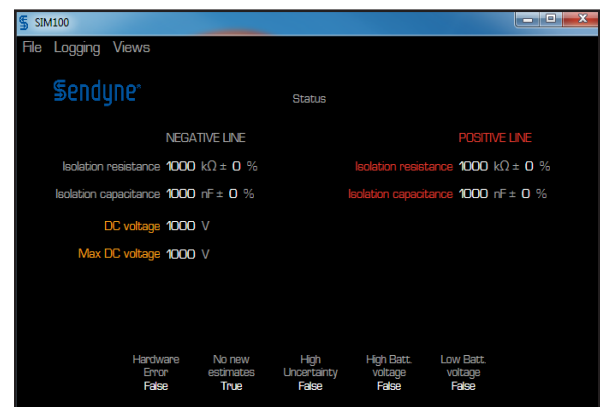 SIM100
File Logging Views
Sendyne
Status
NEGATIVE LINE POSITIVE LINE
Isolation resistance 1000 kΩ ± 0 % Isolation resistance 1000 kΩ ± 0 %
Isolation capacitance 1000 nF ± 0 % Isolation capacitance 1000 nF ± 0 %
DC voltage 1000 V
Max DC voltage 1000 V
Hardware No new High High Batt. Low Batt.
Error estimates Uncertainty voltage voltage
False True False False False